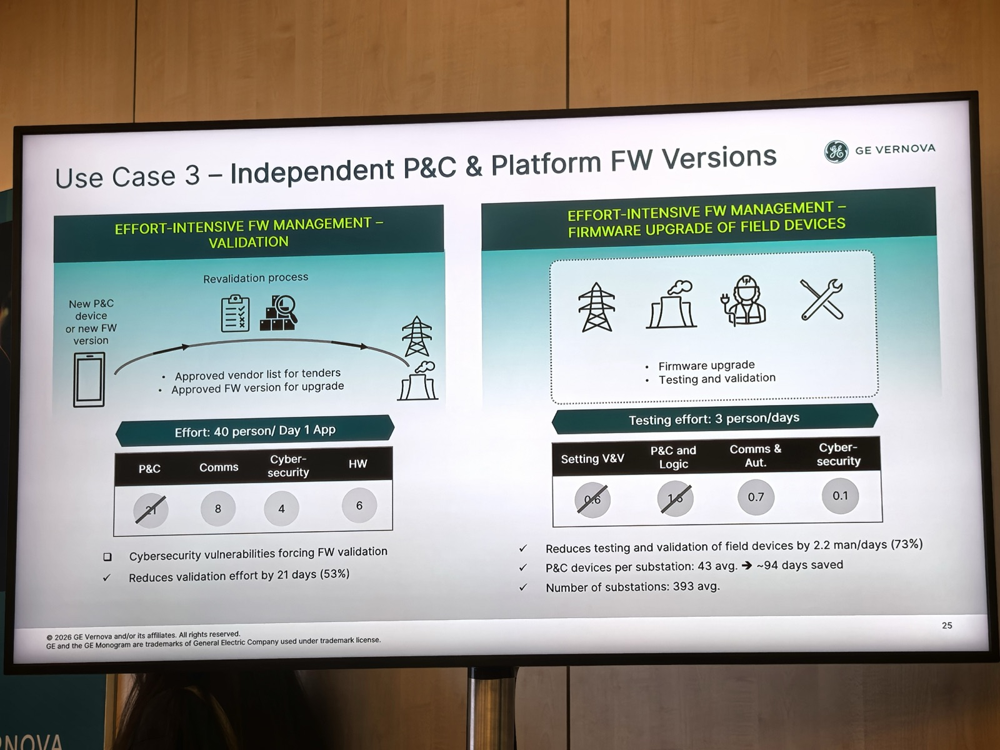 Use Case 3 – Independent P&C & Platform FW Versions
GE VERNOVA
EFFORT-INTENSIVE FW MANAGEMENT –
VALIDATION
Revalidation process
New P&C
device
or new FW
version
• Approved vendor list for tenders
• Approved FW version for upgrade
Effort: 40 person/ Day 1 App
P&C Comms Cyber-
security HW
21 8 4 6
❑ Cybersecurity vulnerabilities forcing FW validation
✓ Reduces validation effort by 21 days (53%)
EFFORT-INTENSIVE FW MANAGEMENT –
FIRMWARE UPGRADE OF FIELD DEVICES
• Firmware upgrade
• Testing and validation
Testing effort: 3 person/days
Setting V&V P&C and
Logic Comms &
Aut. Cyber-
security
0.6 1.6 0.7 0.1
✓ Reduces testing and validation of field devices by 2.2 man/days (73%)
✓ P&C devices per substation: 43 avg. ➔ ~94 days saved
✓ Number of substations: 393 avg.
© 2026 GE Vernova and/or its affiliates. All rights reserved.
GE and the GE Monogram are trademarks of General Electric Company used under trademark license.
25
RNOVA